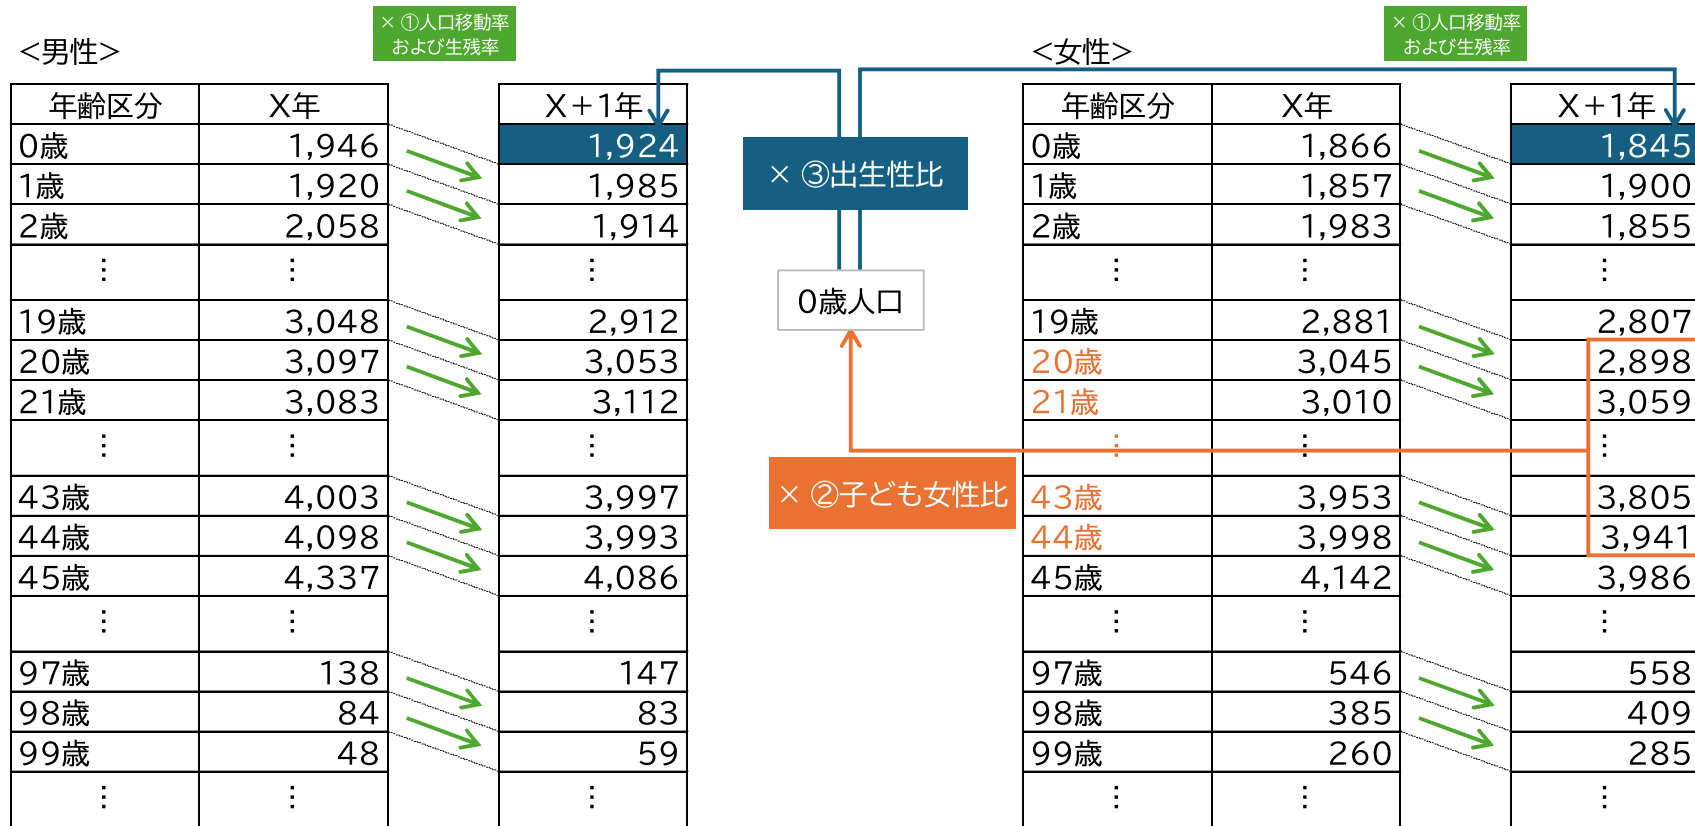 × ①人口移動率
および生残率
<男性>
年齢区分 X年 X+1年
0歳 1,946 1,924
1歳 1,920 1,985
2歳 2,058 1,914
⋮ ⋮ ⋮
19歳 3,048 2,912
20歳 3,097 3,053
21歳 3,083 3,112
⋮ ⋮ ⋮
43歳 4,003 3,997
44歳 4,098 3,993
45歳 4,337 4,086
⋮ ⋮ ⋮
97歳 138 147
98歳 84 83
99歳 48 59
⋮ ⋮ ⋮
× ③出生性比
0歳人口
× ②子ども女性比
× ①人口移動率
および生残率
<女性>
年齢区分 X年 X+1年
0歳 1,866 1,845
1歳 1,857 1,900
2歳 1,983 1,855
⋮ ⋮ ⋮
19歳 2,881 2,807
20歳 3,045 2,898
21歳 3,010 3,059
⋮ ⋮ ⋮
43歳 3,953 3,805
44歳 3,998 3,941
45歳 4,142 3,986
⋮ ⋮ ⋮
97歳 546 558
98歳 385 409
99歳 260 285
⋮ ⋮ ⋮